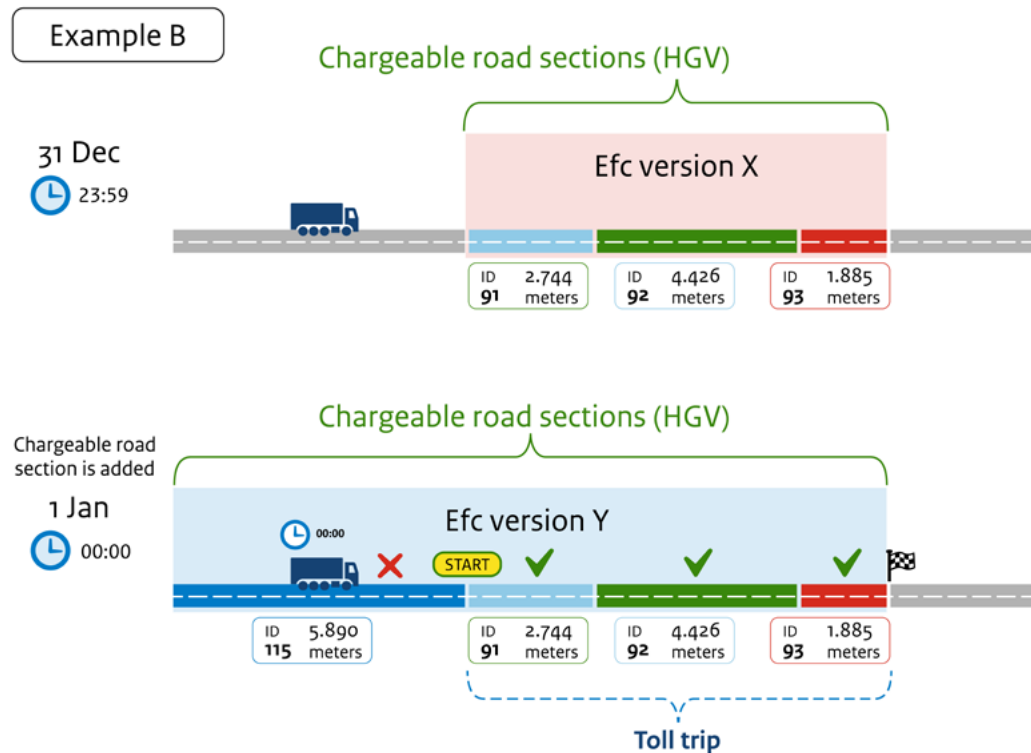 Example B
Chargeable road sections (HGV)
31 Dec
23:59
Efc version X
ID 91 2.744 meters
ID 92 4.426 meters
ID 93 1.885 meters
Chargeable road sections (HGV)
Chargeable road
section is added
1 Jan
00:00
Efc version Y
00:00
START
ID 115 5.890 meters
ID 91 2.744 meters
ID 92 4.426 meters
ID 93 1.885 meters
Toll trip